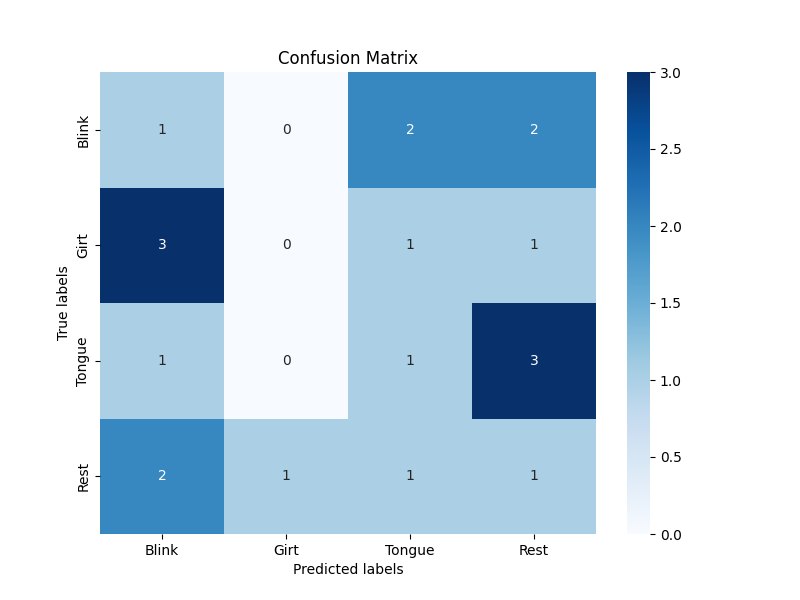 Confusion Matrix
True labels
Blink 1 0 2 2
Girt 3 0 1 1
Tongue 1 0 1 3
Rest 2 1 1 1
Blink Girt Tongue Rest
Predicted labels
3.0
2.5
2.0
1.5
1.0
0.5
0.0